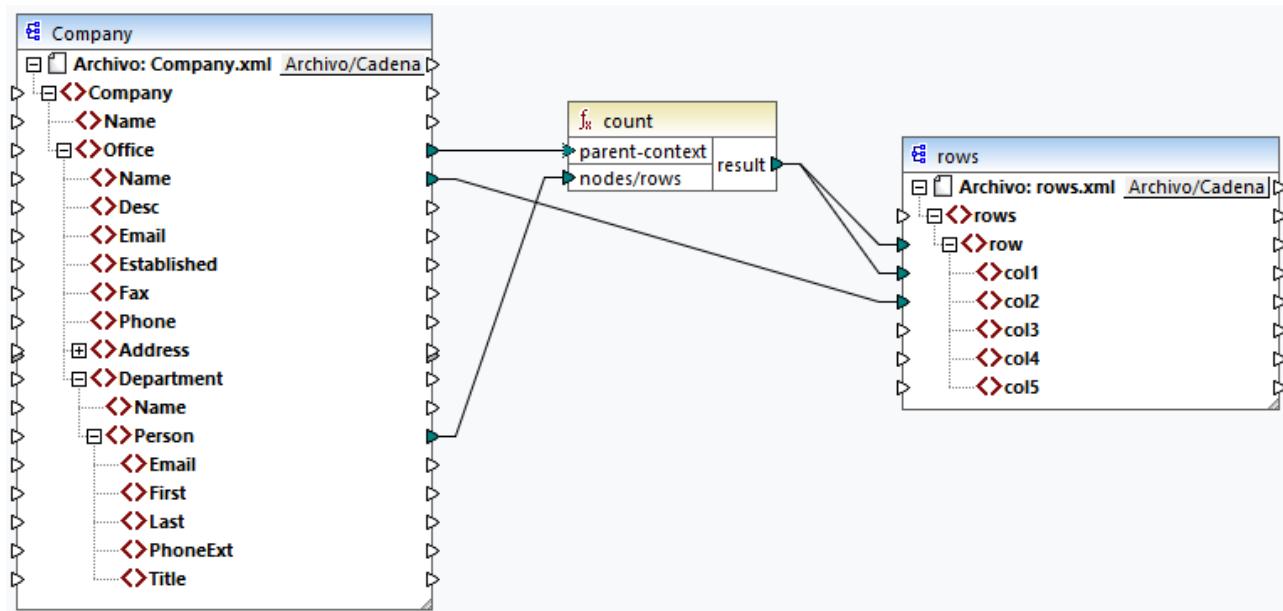 Company
Archivo: Company.xml Archivo/Cadena
Company
Name
Office
Name
Desc
Email
Established
Fax
Phone
Address
Department
Name
Person
Email
First
Last
PhoneExt
Title
fx count
parent-context
nodes/rows
result
rows
Archivo: rows.xml Archivo/Cadena
rows
row
col1
col2
col3
col4
col5